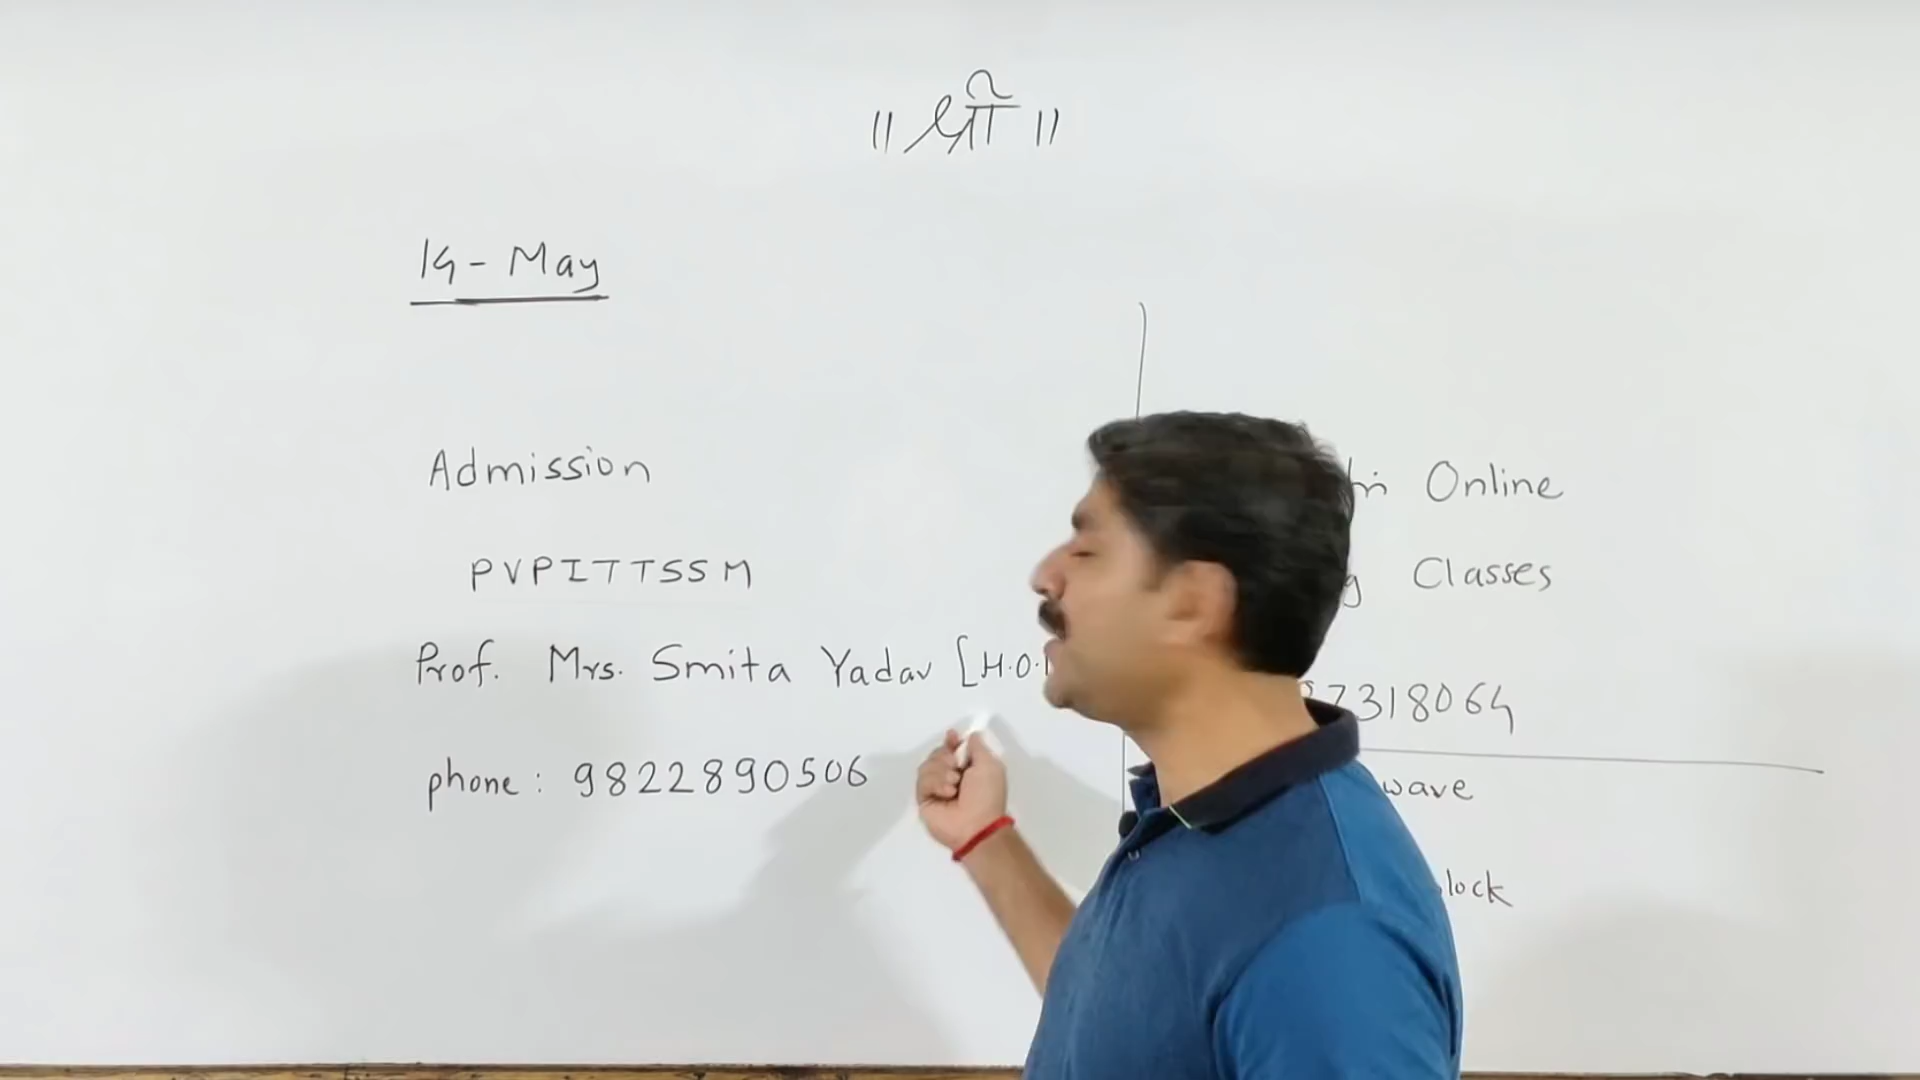 ॥ श्री ॥
14 - May
Admission
PVPITTSSM
Prof. Mrs. Smita Yadav [H.O.
phone : 9822890506
Online
Classes
7318064
wave
lock